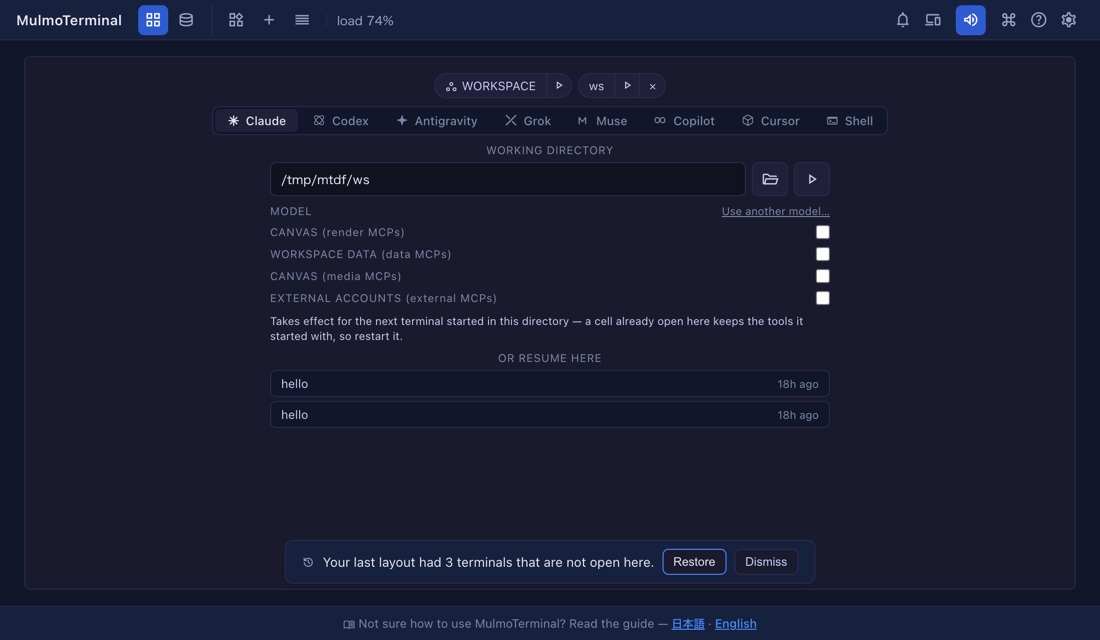 MulmoTerminal load 74%
WORKSPACE ws ×
Claude Codex Antigravity Grok Muse Copilot Cursor Shell
WORKING DIRECTORY
/tmp/mtdf/ws
MODEL Use another model...
CANVAS (render MCPs)
WORKSPACE DATA (data MCPs)
CANVAS (media MCPs)
EXTERNAL ACCOUNTS (external MCPs)
Takes effect for the next terminal started in this directory — a cell already open here keeps the tools it
started with, so restart it.
OR RESUME HERE
hello 18h ago
hello 18h ago
Your last layout had 3 terminals that are not open here. Restore Dismiss
Not sure how to use MulmoTerminal? Read the guide — 日本語 · English